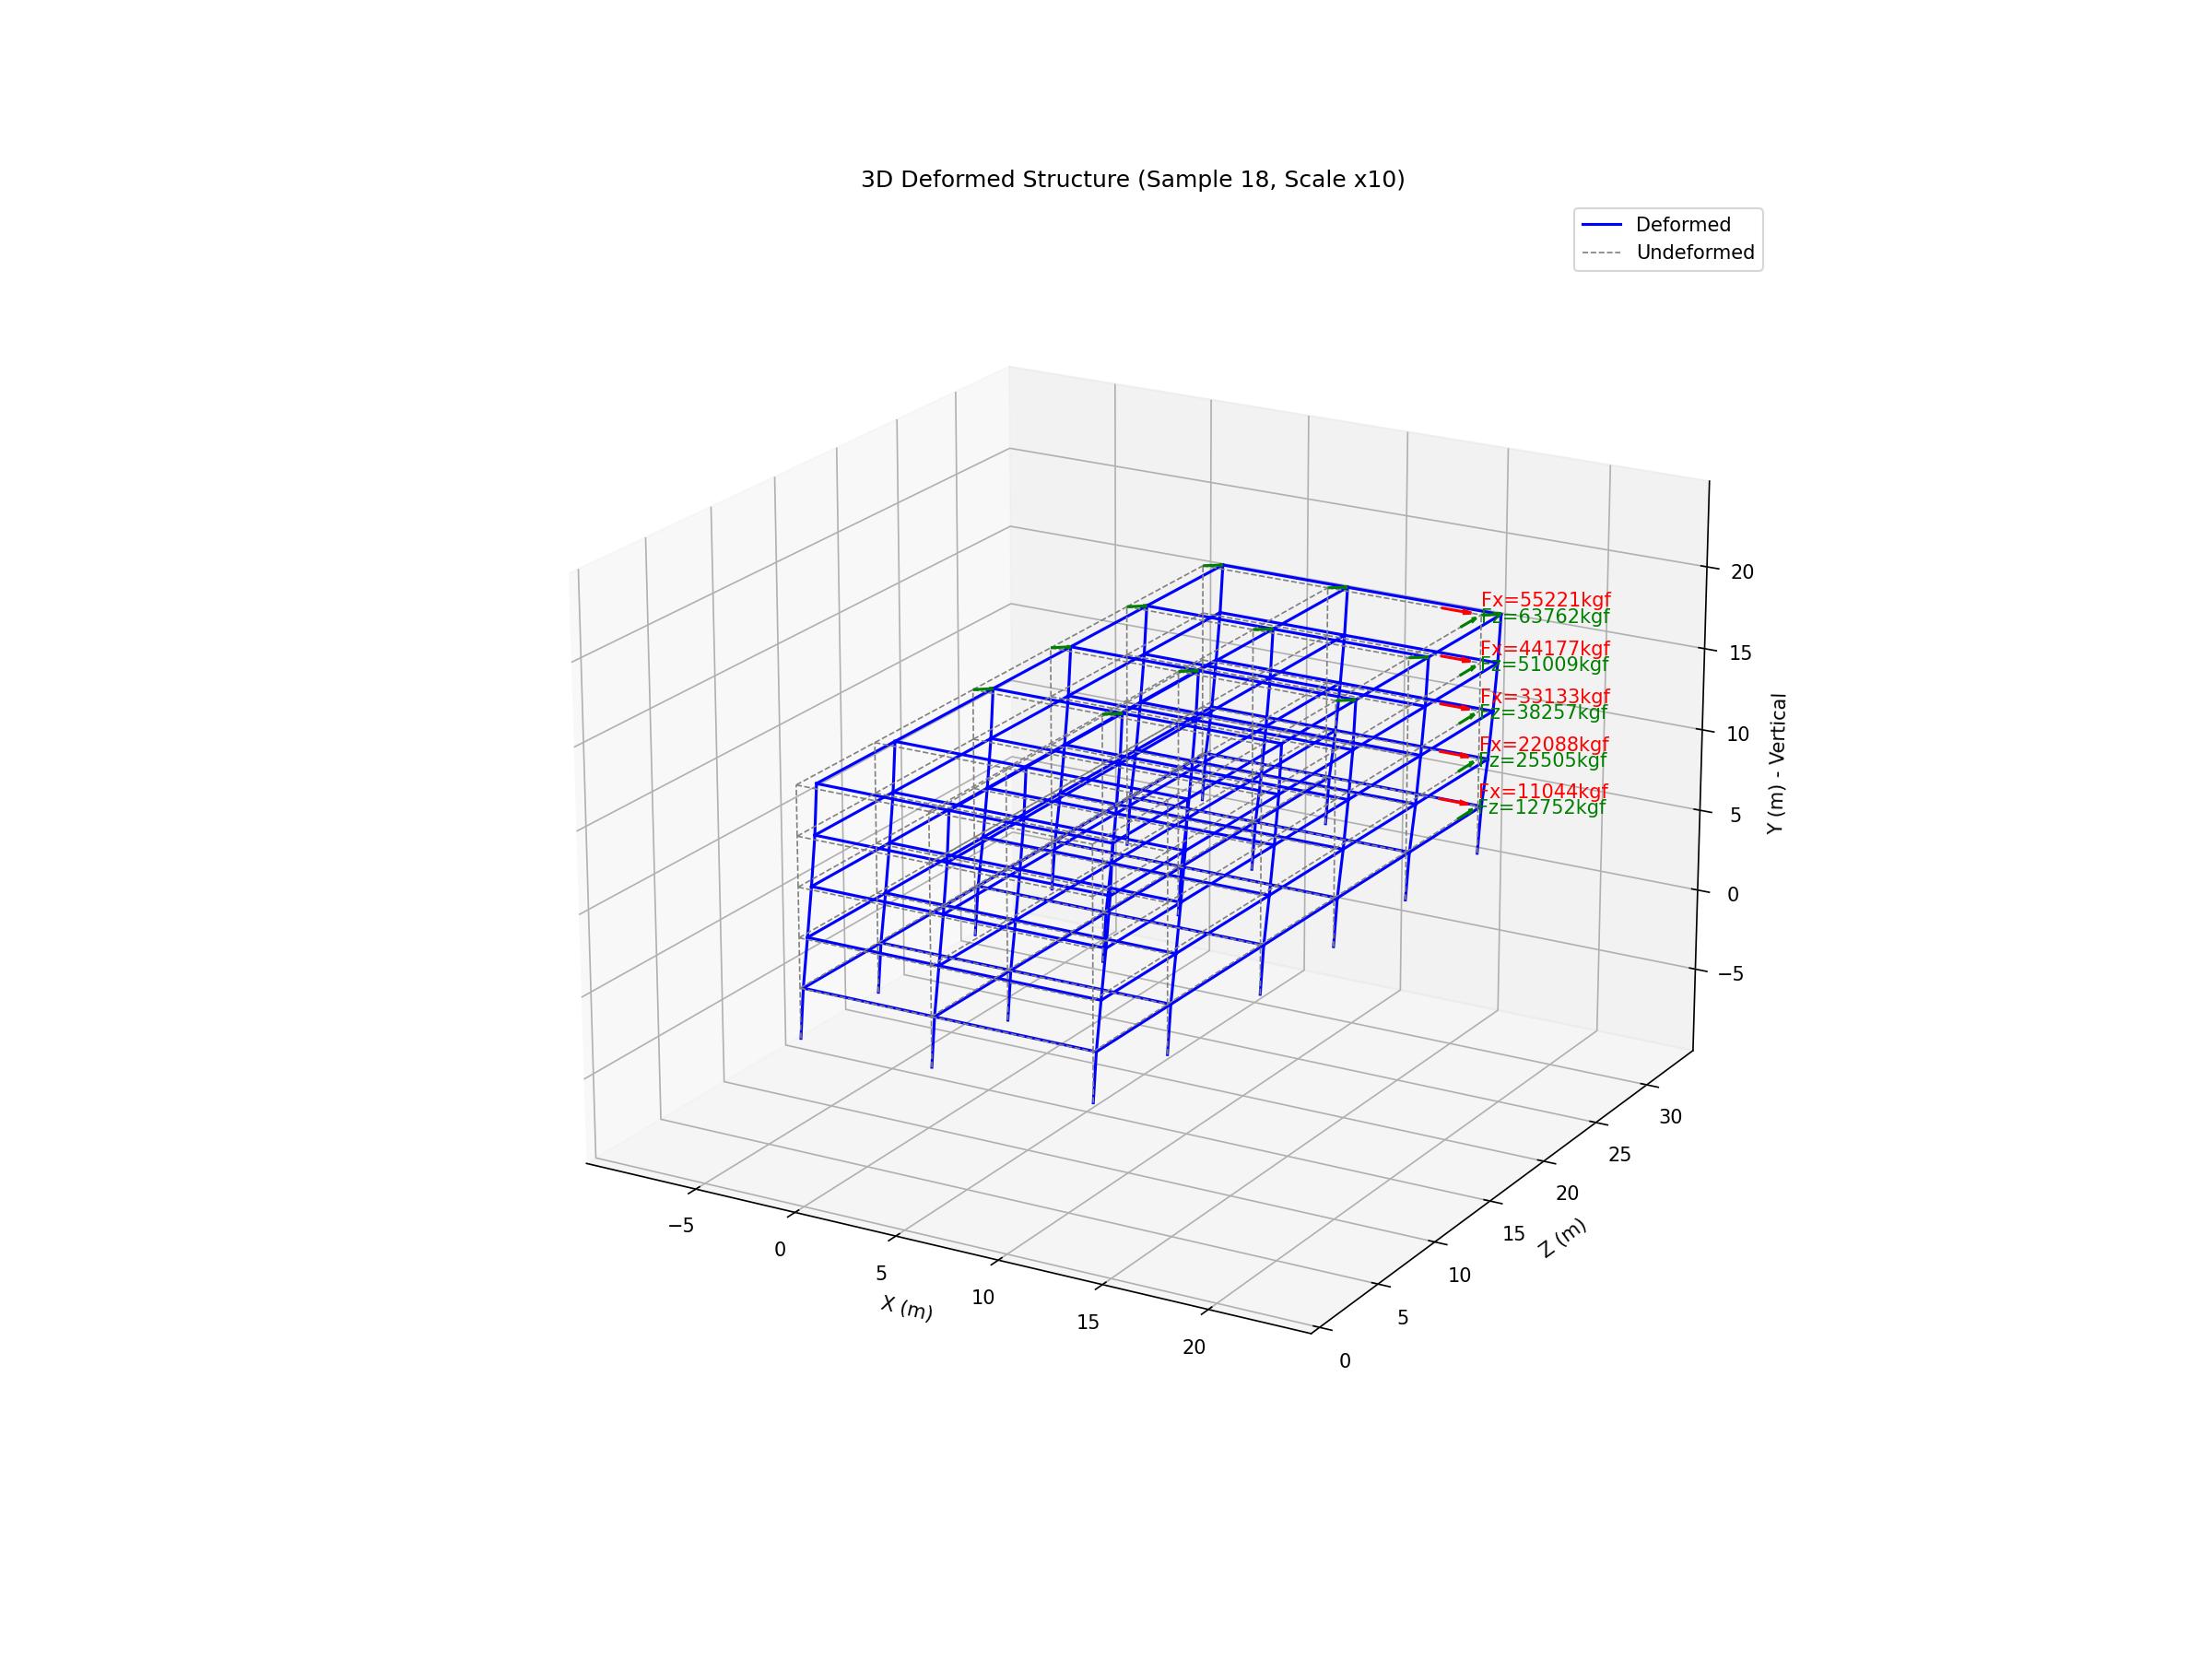 3D Deformed Structure (Sample 18, Scale x10)
Deformed
Undeformed
Fx=55221kgf
Fz=63762kgf
Fx=44177kgf
Fz=51009kgf
Fx=33133kgf
Fz=38257kgf
Fx=22088kgf
Fz=25505kgf
Fx=11044kgf
Fz=12752kgf
20
15
10
5
0
−5
Y (m) - Vertical
30
25
20
15
10
5
0
Z (m)
−5
0
5
10
15
20
X (m)